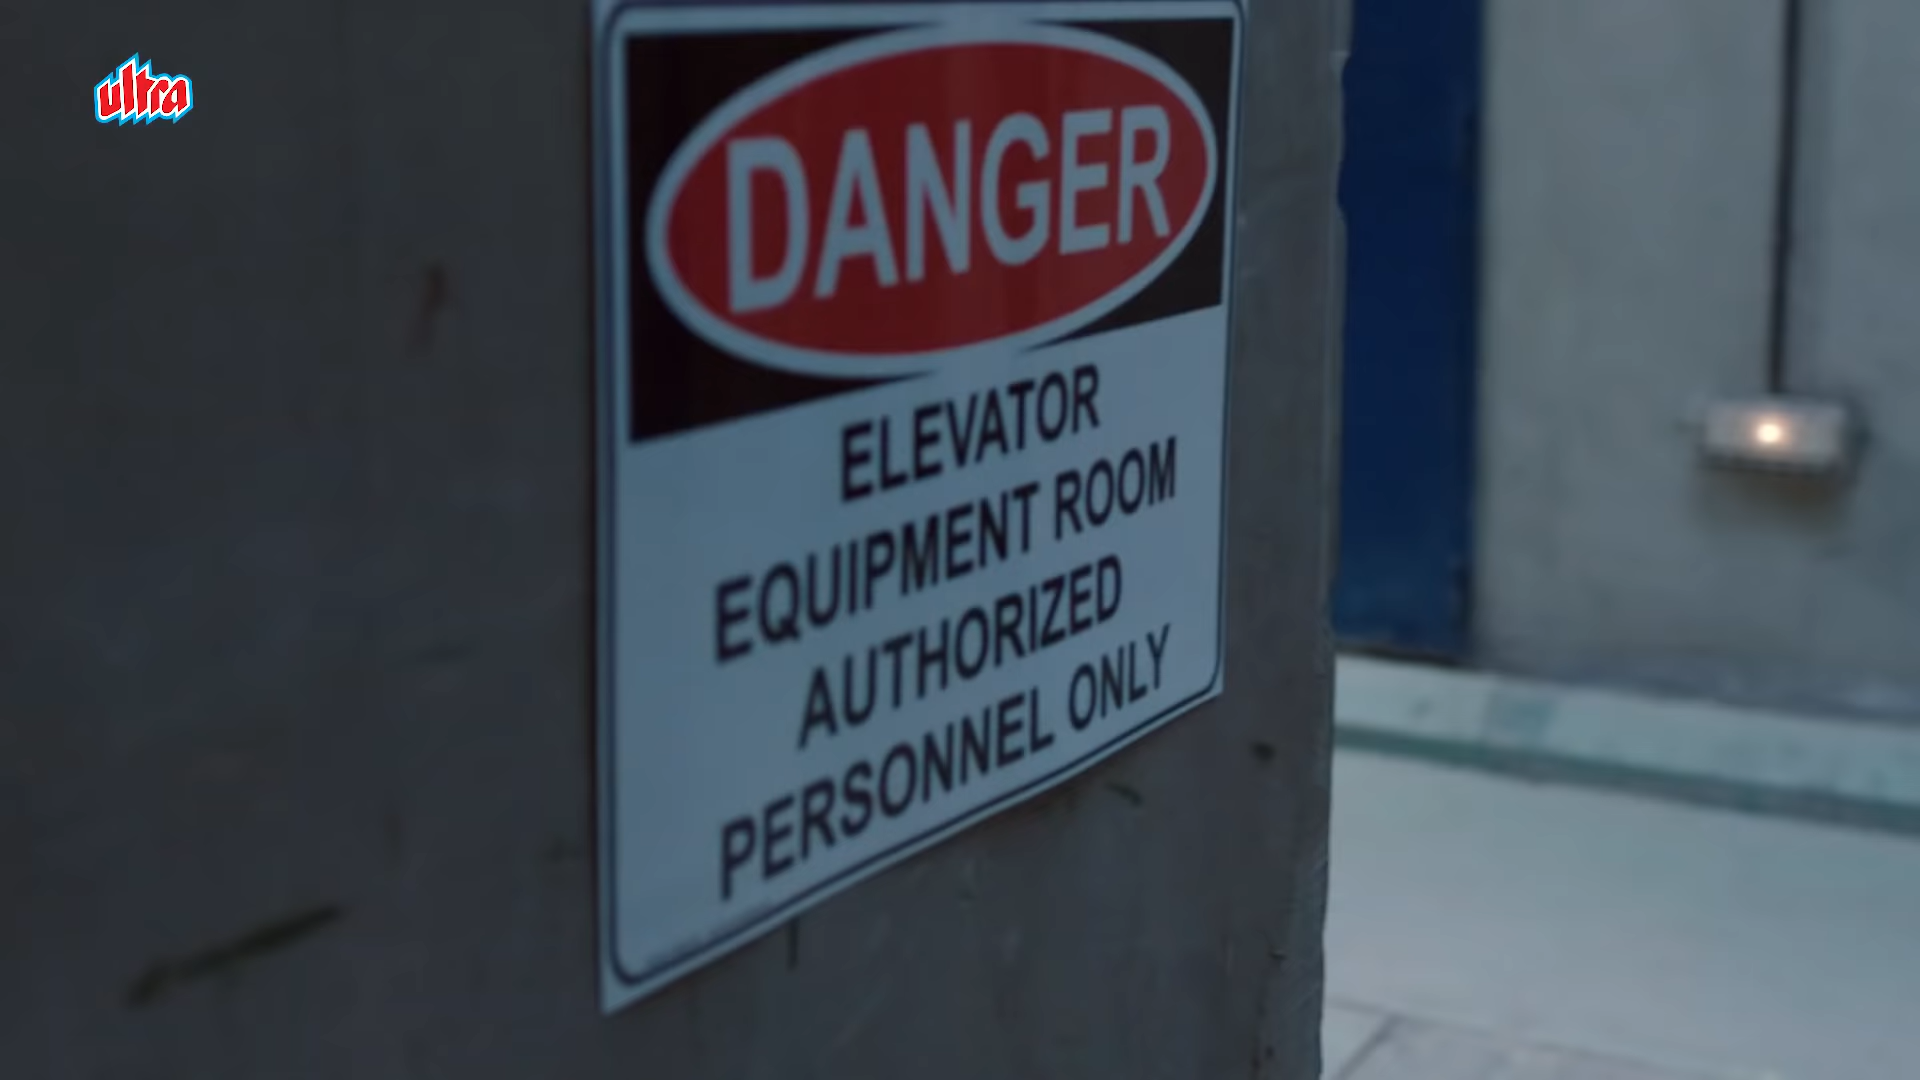 ultra
DANGER
ELEVATOR
EQUIPMENT ROOM
AUTHORIZED
PERSONNEL ONLY